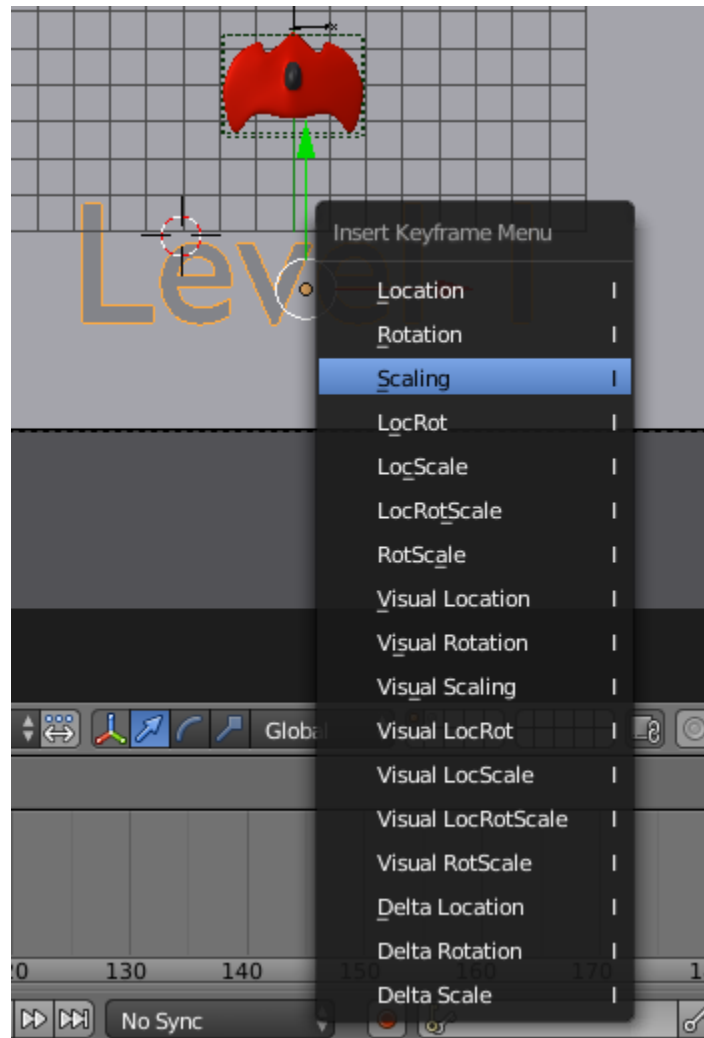 Level 1
Insert Keyframe Menu
Location I
Rotation I
Scaling I
LocRot I
LocScale I
LocRotScale I
RotScale I
Visual Location I
Visual Rotation I
Visual Scaling I
Global
Visual LocRot I
Visual LocScale I
Visual LocRotScale I
Visual RotScale I
Delta Location I
Delta Rotation I
130 140 150 160 170
Delta Scale I
No Sync